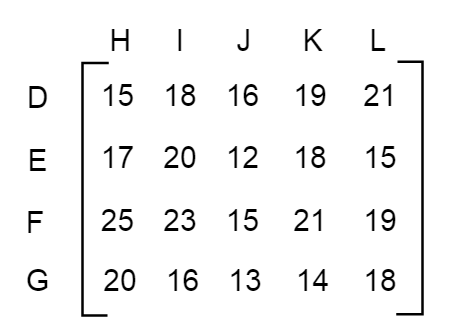 H I J K L
D 15 18 16 19 21
E 17 20 12 18 15
F 25 23 15 21 19
G 20 16 13 14 18